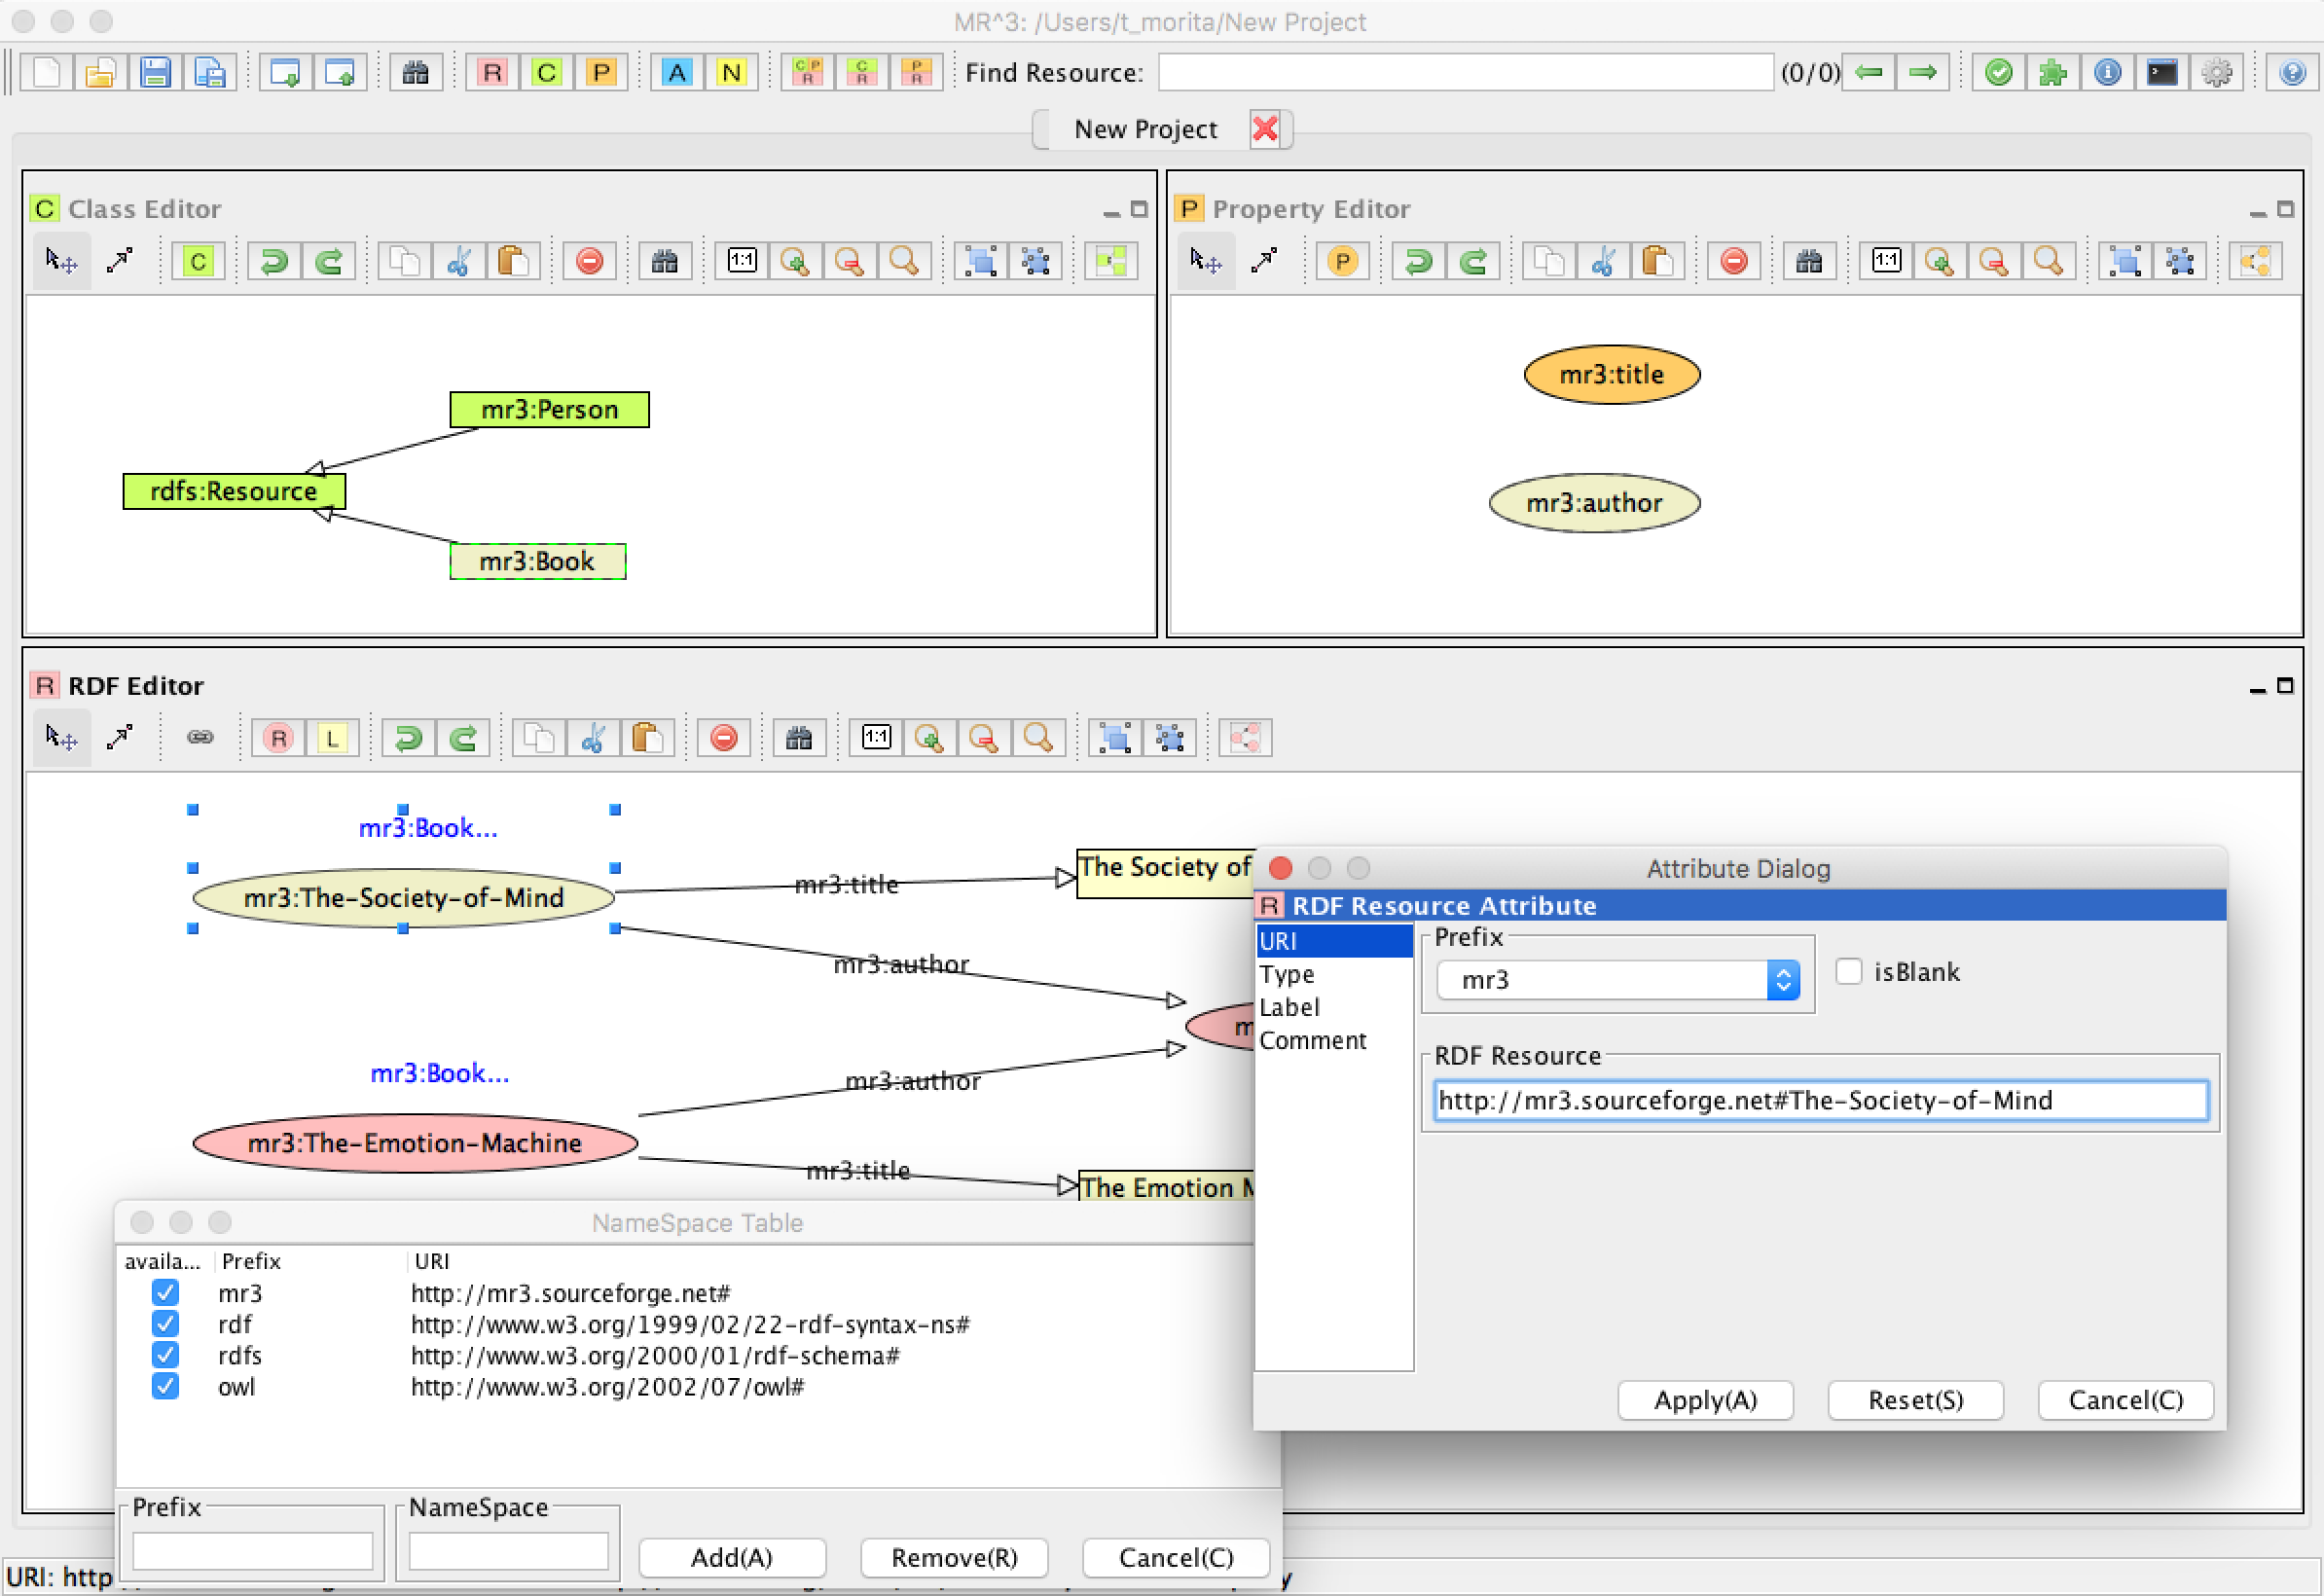 MR^3: /Users/t_morita/New Project
R C P A N C P R C R P R Find Resource: (0/0)
New Project
C Class Editor
C 1:1
mr3:Person
rdfs:Resource
mr3:Book
P Property Editor
P 1:1
mr3:title
mr3:author
R RDF Editor
R L 1:1
mr3:Book...
mr3:The-Society-of-Mind
mr3:title
The Society of
mr3:author
mr3:Book...
mr3:author
mr3:The-Emotion-Machine
mr3:title
The Emotion
Attribute Dialog
R RDF Resource Attribute
URI
Type
Label
Comment
Prefix
mr3
isBlank
RDF Resource
http://mr3.sourceforge.net#The-Society-of-Mind
Apply(A) Reset(S) Cancel(C)
NameSpace Table
availa... Prefix URI
mr3 http://mr3.sourceforge.net#
rdf http://www.w3.org/1999/02/22-rdf-syntax-ns#
rdfs http://www.w3.org/2000/01/rdf-schema#
owl http://www.w3.org/2002/07/owl#
Prefix NameSpace
Add(A) Remove(R) Cancel(C)
URI: http